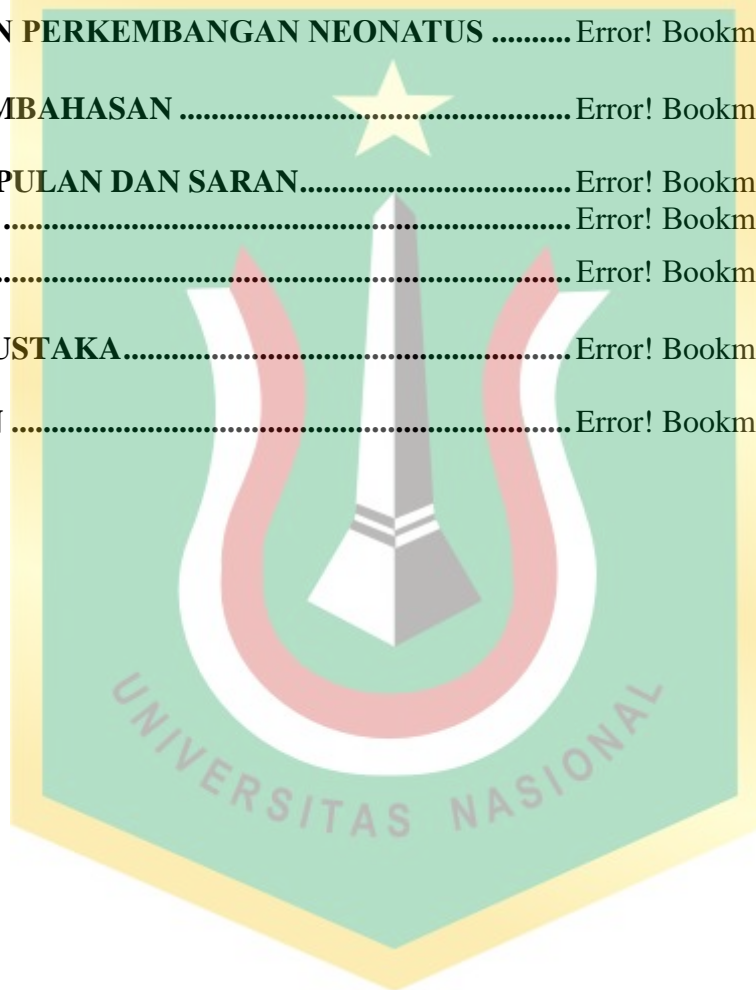 N PERKEMBANGAN NEONATUS .......... Error! Bookm
MBAHASAN .................................................. Error! Bookm
PULAN DAN SARAN................................... Error! Bookm
........................................................................ Error! Bookm
........................................................................ Error! Bookm
USTAKA......................................................... Error! Bookm
N ....................................................................... Error! Bookm
UNIVERSITAS NASIONAL